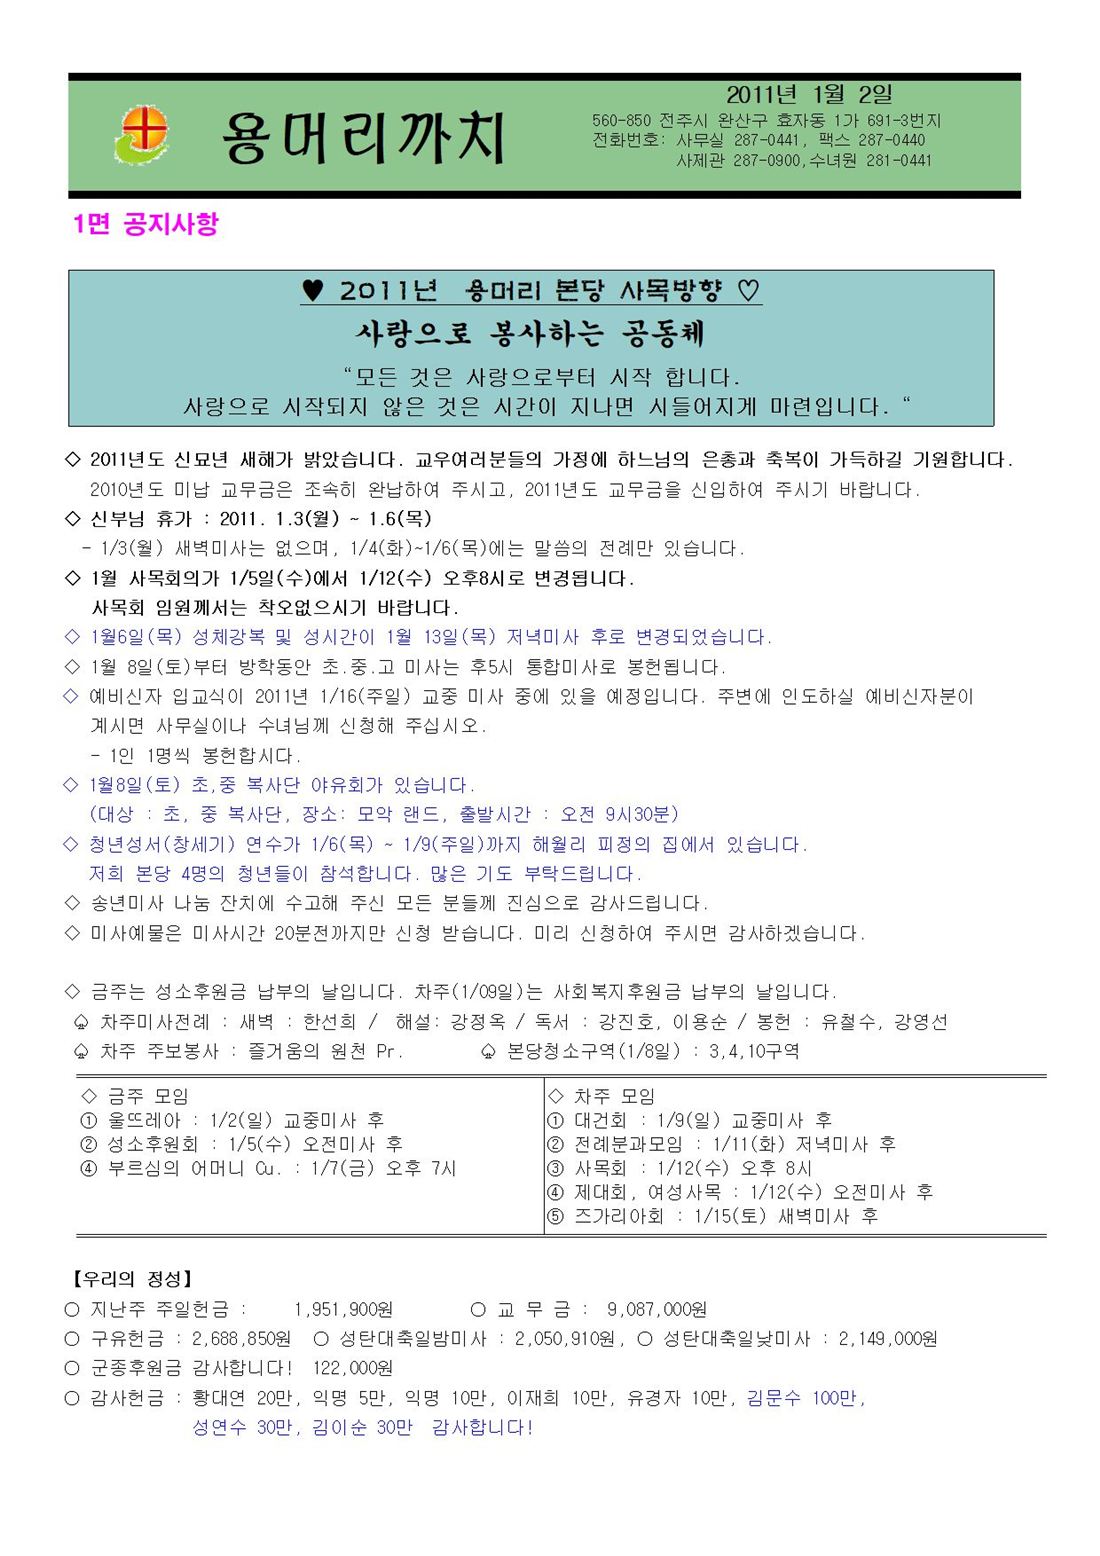 용머리까치
2011년 1월 2일
560-850 전주시 완산구 효자동 1가 691-3번지
전화번호: 사무실 287-0441, 팩스 287-0440
사제관 287-0900,수녀원 281-0441
1면 공지사항
♥ 2011년 용머리 본당 사목방향 ♡
사랑으로 봉사하는 공동체
“모든 것은 사랑으로부터 시작 합니다.
사랑으로 시작되지 않은 것은 시간이 지나면 시들어지게 마련입니다. “
◇ 2011년도 신묘년 새해가 밝았습니다. 교우여러분들의 가정에 하느님의 은총과 축복이 가득하길 기원합니다.
2010년도 미납 교무금은 조속히 완납하여 주시고, 2011년도 교무금을 신입하여 주시기 바랍니다.
◇ 신부님 휴가 : 2011. 1.3(월) ~ 1.6(목)
- 1/3(월) 새벽미사는 없으며, 1/4(화)~1/6(목)에는 말씀의 전례만 있습니다.
◇ 1월 사목회의가 1/5일(수)에서 1/12(수) 오후8시로 변경됩니다.
사목회 임원께서는 착오없으시기 바랍니다.
◇ 1월6일(목) 성체강복 및 성시간이 1월 13일(목) 저녁미사 후로 변경되었습니다.
◇ 1월 8일(토)부터 방학동안 초.중.고 미사는 후5시 통합미사로 봉헌됩니다.
◇ 예비신자 입교식이 2011년 1/16(주일) 교중 미사 중에 있을 예정입니다. 주변에 인도하실 예비신자분이
계시면 사무실이나 수녀님께 신청해 주십시오.
- 1인 1명씩 봉헌합시다.
◇ 1월8일(토) 초,중 복사단 야유회가 있습니다.
(대상 : 초, 중 복사단, 장소: 모악 랜드, 출발시간 : 오전 9시30분)
◇ 청년성서(창세기) 연수가 1/6(목) ~ 1/9(주일)까지 해월리 피정의 집에서 있습니다.
저희 본당 4명의 청년들이 참석합니다. 많은 기도 부탁드립니다.
◇ 송년미사 나눔 잔치에 수고해 주신 모든 분들께 진심으로 감사드립니다.
◇ 미사예물은 미사시간 20분전까지만 신청 받습니다. 미리 신청하여 주시면 감사하겠습니다.
◇ 금주는 성소후원금 납부의 날입니다. 차주(1/09일)는 사회복지후원금 납부의 날입니다.
♤ 차주미사전례 : 새벽 : 한선희 / 해설: 강정옥 / 독서 : 강진호, 이용순 / 봉헌 : 유철수, 강영선
♤ 차주 주보봉사 : 즐거움의 원천 Pr. ♤ 본당청소구역(1/8일) : 3,4,10구역
◇ 금주 모임
① 울뜨레아 : 1/2(일) 교중미사 후
② 성소후원회 : 1/5(수) 오전미사 후
④ 부르심의 어머니 Cu. : 1/7(금) 오후 7시
◇ 차주 모임
① 대건회 : 1/9(일) 교중미사 후
② 전례분과모임 : 1/11(화) 저녁미사 후
③ 사목회 : 1/12(수) 오후 8시
④ 제대회, 여성사목 : 1/12(수) 오전미사 후
⑤ 즈가리아회 : 1/15(토) 새벽미사 후
【우리의 정성】
○ 지난주 주일헌금 : 1,951,900원 ○ 교 무 금 : 9,087,000원
○ 구유헌금 : 2,688,850원 ○ 성탄대축일밤미사 : 2,050,910원, ○ 성탄대축일낮미사 : 2,149,000원
○ 군종후원금 감사합니다! 122,000원
○ 감사헌금 : 황대연 20만, 익명 5만, 익명 10만, 이재희 10만, 유경자 10만, 김문수 100만,
성연수 30만, 김이순 30만 감사합니다!